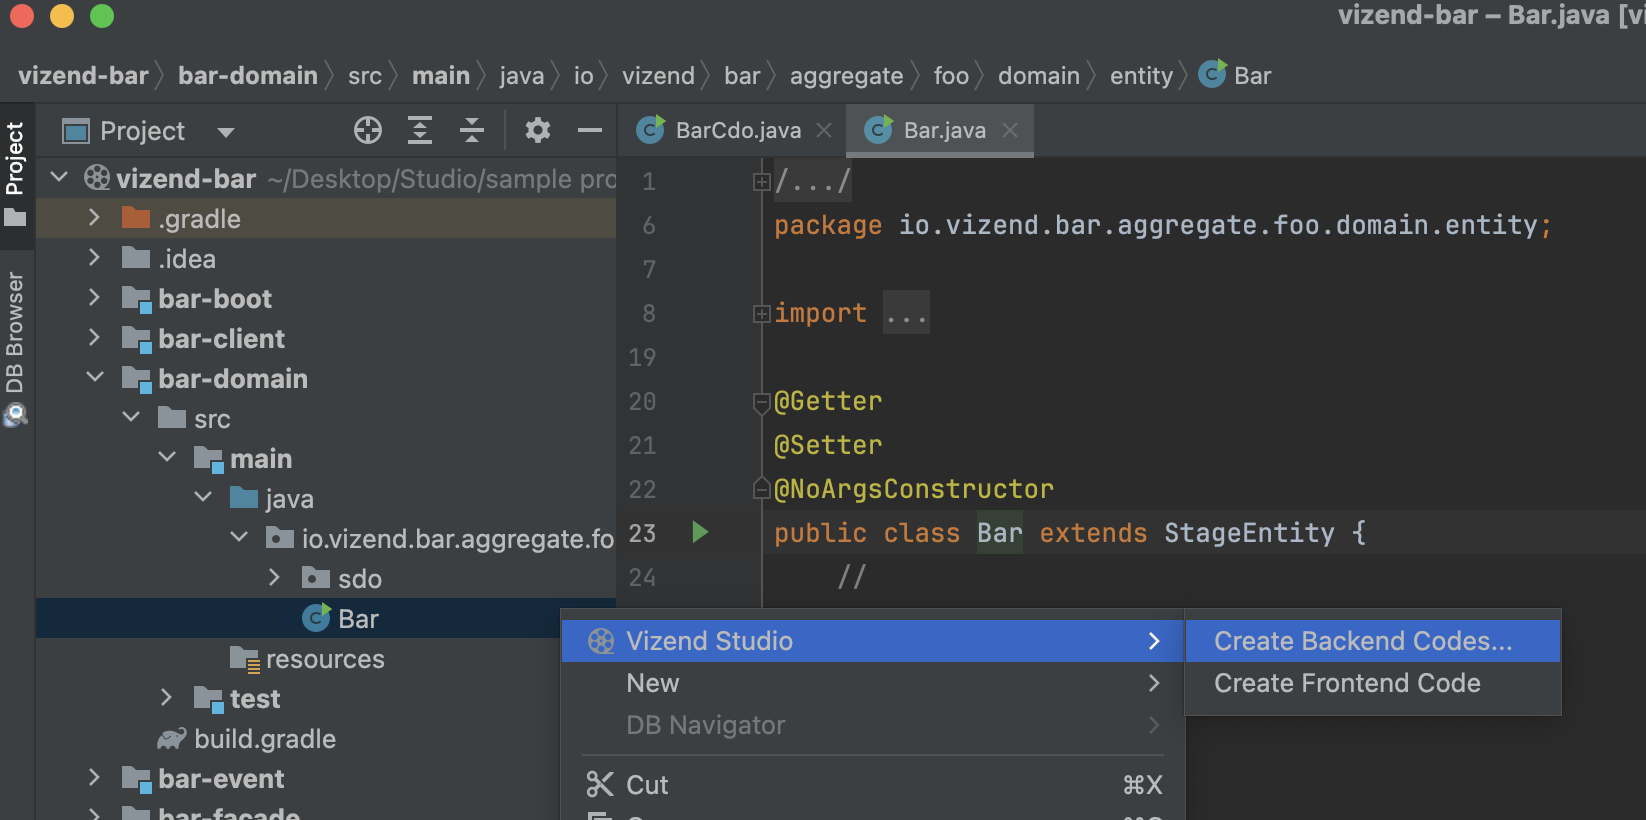 vizend-bar – Bar.java [vi
vizend-bar bar-domain src main java io vizend bar aggregate foo domain entity Bar
Project
DB Browser
Project
BarCdo.java Bar.java
vizend-bar ~/Desktop/Studio/sample pro
.gradle
.idea
bar-boot
bar-client
bar-domain
src
main
java
io.vizend.bar.aggregate.fo
sdo
Bar
resources
test
build.gradle
bar-event
bar-facade
1 /.../
6 package io.vizend.bar.aggregate.foo.domain.entity;
7
8 import ...
19
20 @Getter
21 @Setter
22 @NoArgsConstructor
23 public class Bar extends StageEntity {
24 //
Vizend Studio
New
DB Navigator
Cut ⌘X
Create Backend Codes...
Create Frontend Code